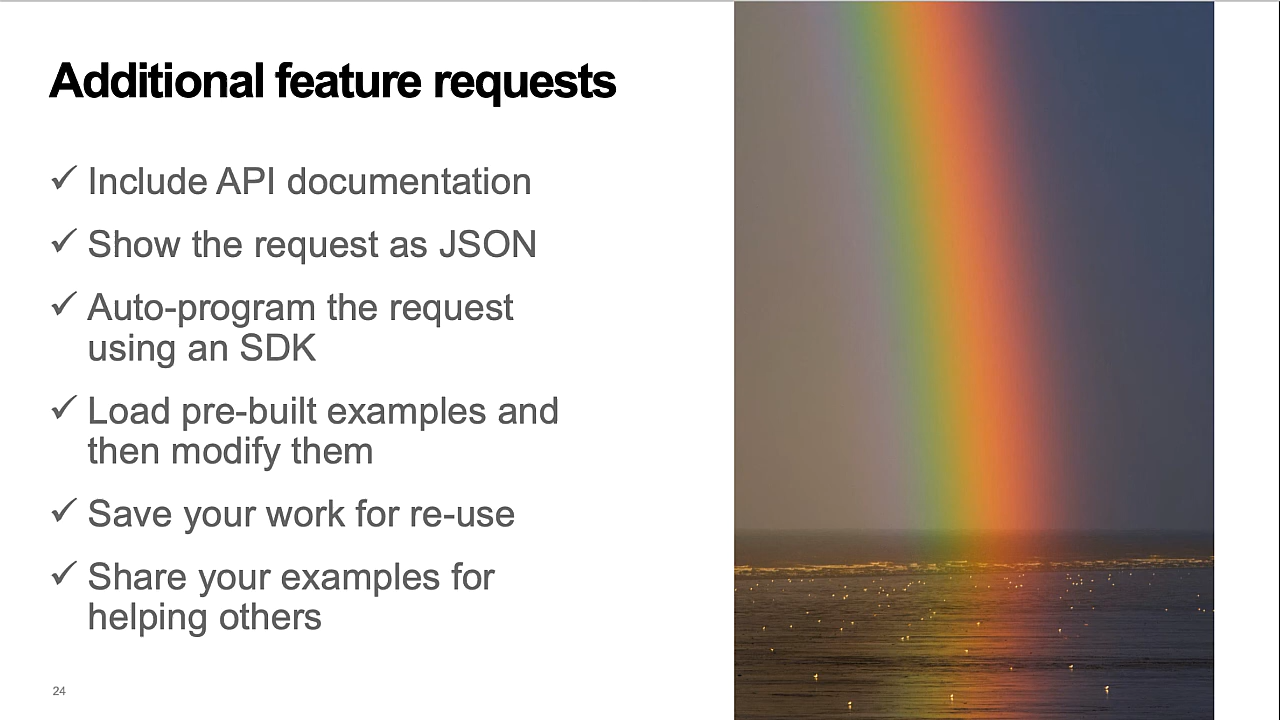 Additional feature requests
✓ Include API documentation
✓ Show the request as JSON
✓ Auto-program the request
using an SDK
✓ Load pre-built examples and
then modify them
✓ Save your work for re-use
✓ Share your examples for
helping others
24